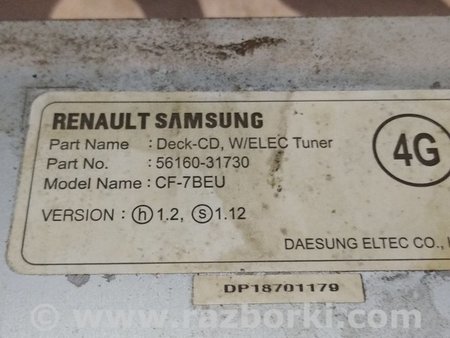 RENAULT SAMSUNG
Part Name : Deck-CD, W/ELEC Tuner
Part No. : 56160-31730
Model Name : CF-7BEU
4G
VERSION : ⓗ 1.2, ⓢ 1.12
DAESUNG ELTEC CO.,
DP18701179
© www.razborki.com